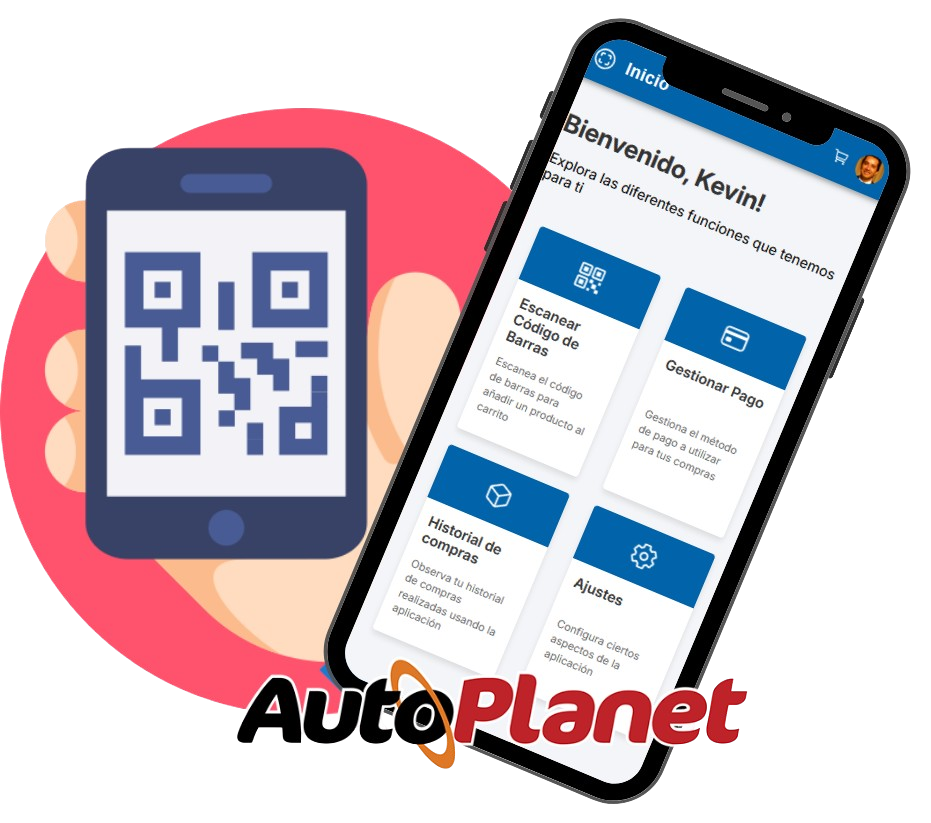 Inicio
Bienvenido, Kevin!
Explora las diferentes funciones que tenemos
para ti
Escanear
Código de
Barras
Escanea el código
de barras para
añadir un producto al
carrito
Gestionar Pago
Gestiona el método
de pago a utilizar
para tus compras
Historial de
compras
Observa tu historial
de compras
realizadas usando la
aplicación
Ajustes
Configura ciertos
aspectos de la
aplicación
AutoPlanet